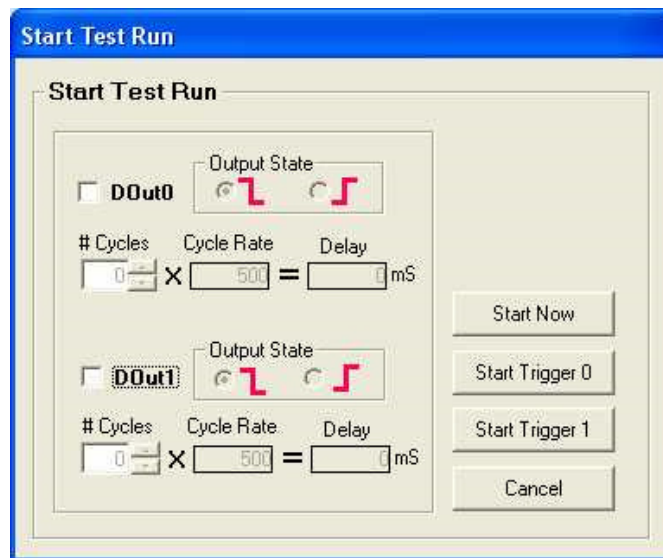 Start Test Run
Start Test Run
DOut0
Output State
# Cycles Cycle Rate Delay
0 X 500 = 0 mS
DOut1
Output State
# Cycles Cycle Rate Delay
0 X 500 = 0 mS
Start Now
Start Trigger 0
Start Trigger 1
Cancel